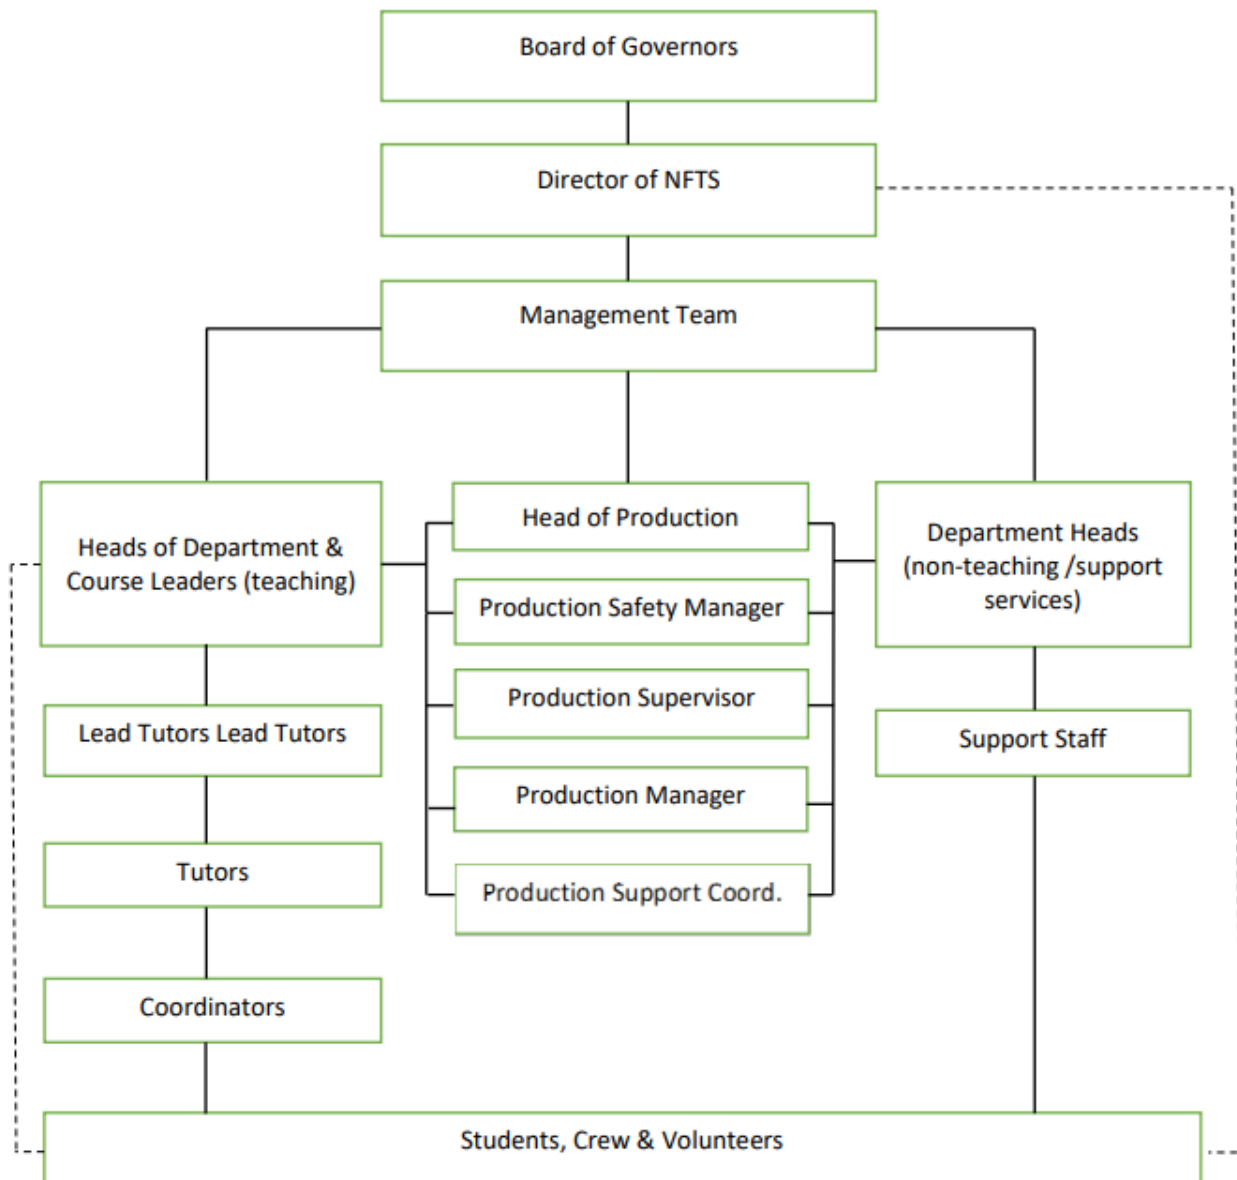 Board of Governors
Director of NFTS
Management Team
Heads of Department &
Course Leaders (teaching)
Head of Production
Department Heads
(non-teaching /support
services)
Production Safety Manager
Production Supervisor
Lead Tutors Lead Tutors
Support Staff
Production Manager
Tutors
Production Support Coord.
Coordinators
Students, Crew & Volunteers